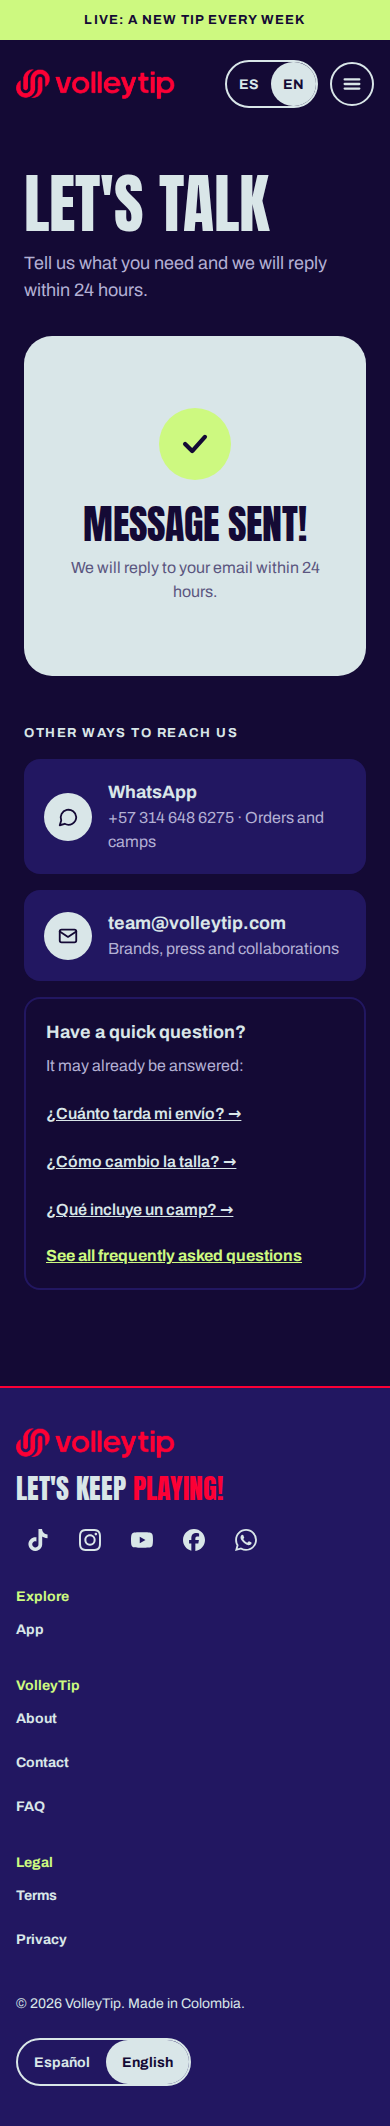 LIVE: A NEW TIP EVERY WEEK
volleytip
ES EN
LET'S TALK
Tell us what you need and we will reply
within 24 hours.
MESSAGE SENT!
We will reply to your email within 24
hours.
OTHER WAYS TO REACH US
WhatsApp
+57 314 648 6275 · Orders and
camps
team@volleytip.com
Brands, press and collaborations
Have a quick question?
It may already be answered:
¿Cuánto tarda mi envío? →
¿Cómo cambio la talla? →
¿Qué incluye un camp? →
See all frequently asked questions
volleytip
LET'S KEEP PLAYING!
Explore
App
VolleyTip
About
Contact
FAQ
Legal
Terms
Privacy
© 2026 VolleyTip. Made in Colombia.
Español English